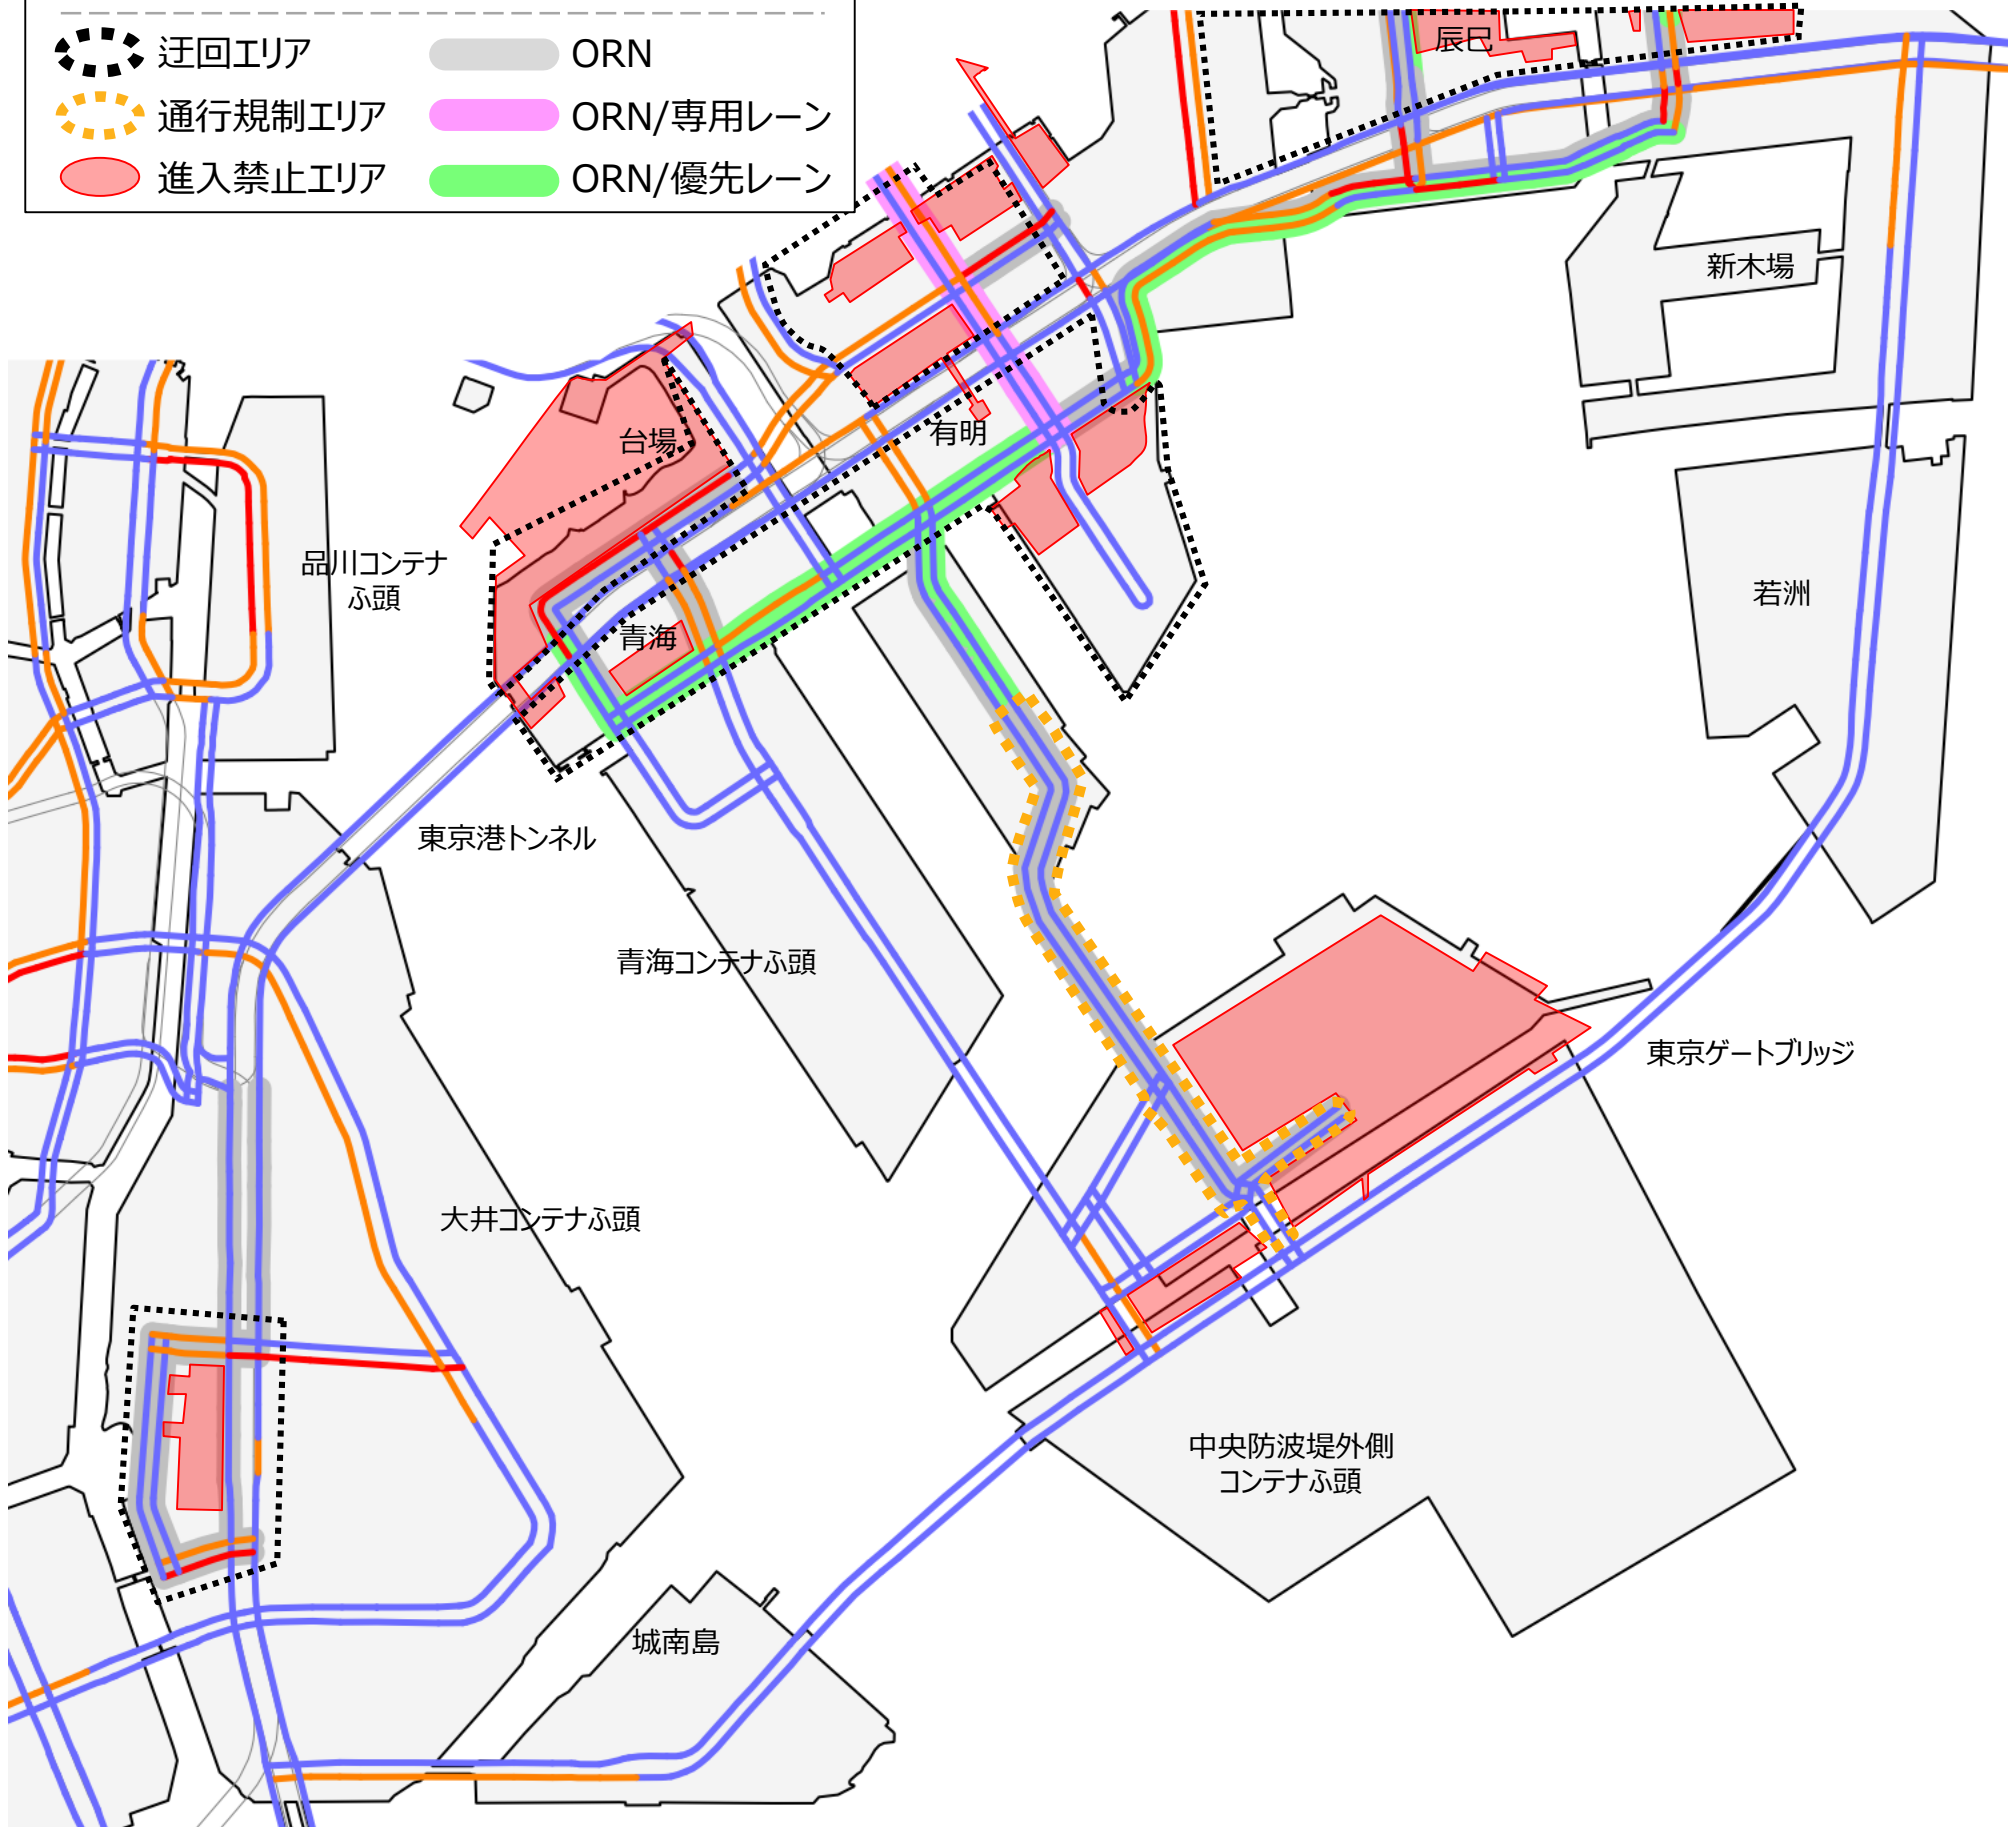 迂回エリア
ORN
通行規制エリア
ORN/専用レーン
進入禁止エリア
ORN/優先レーン
辰巳
新木場
台場
有明
品川コンテナ
ふ頭
若洲
青海
東京港トンネル
青海コンテナふ頭
東京ゲートブリッジ
大井コンテナふ頭
中央防波堤外側
コンテナふ頭
城南島